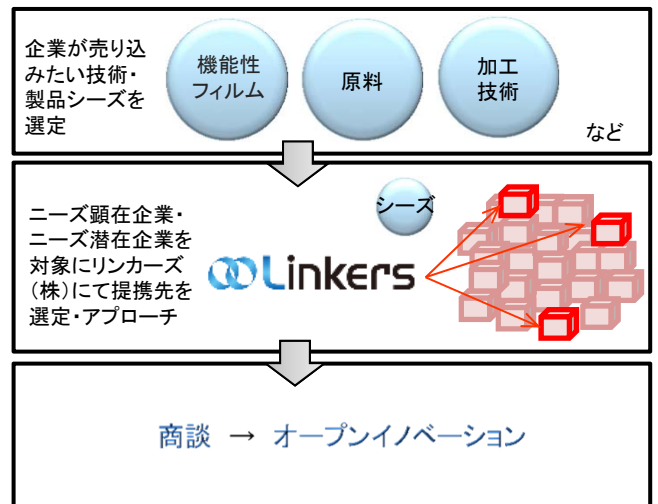 企業が売り込
みたい技術・
製品シーズを
選定
機能性
フィルム
原料
加工
技術
など
ニーズ顕在企業・
ニーズ潜在企業を
対象にリンカーズ
（株）にて提携先を
選定・アプローチ
シーズ
Linkers
商談 → オープンイノベーション